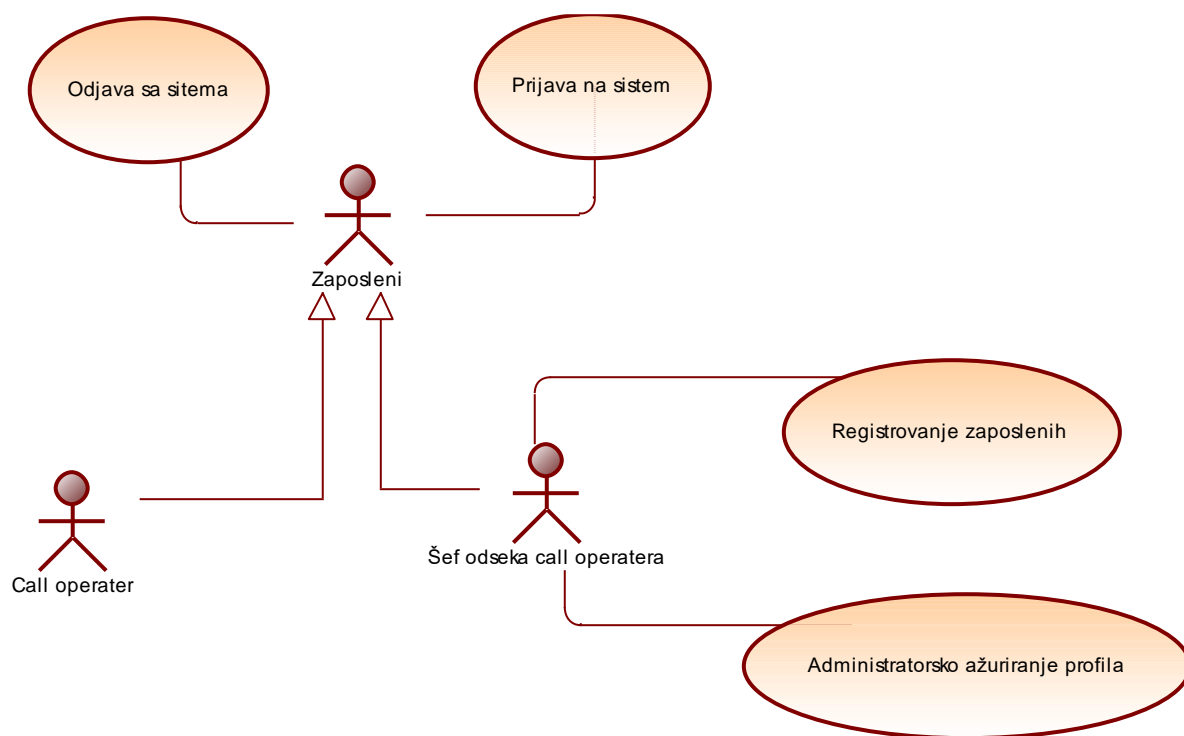 Odjava sa sitema
Prijava na sistem
Zaposleni
Registrovanje zaposlenih
Call operater
Šef odseka call operatera
Administratorsko ažuriranje profila